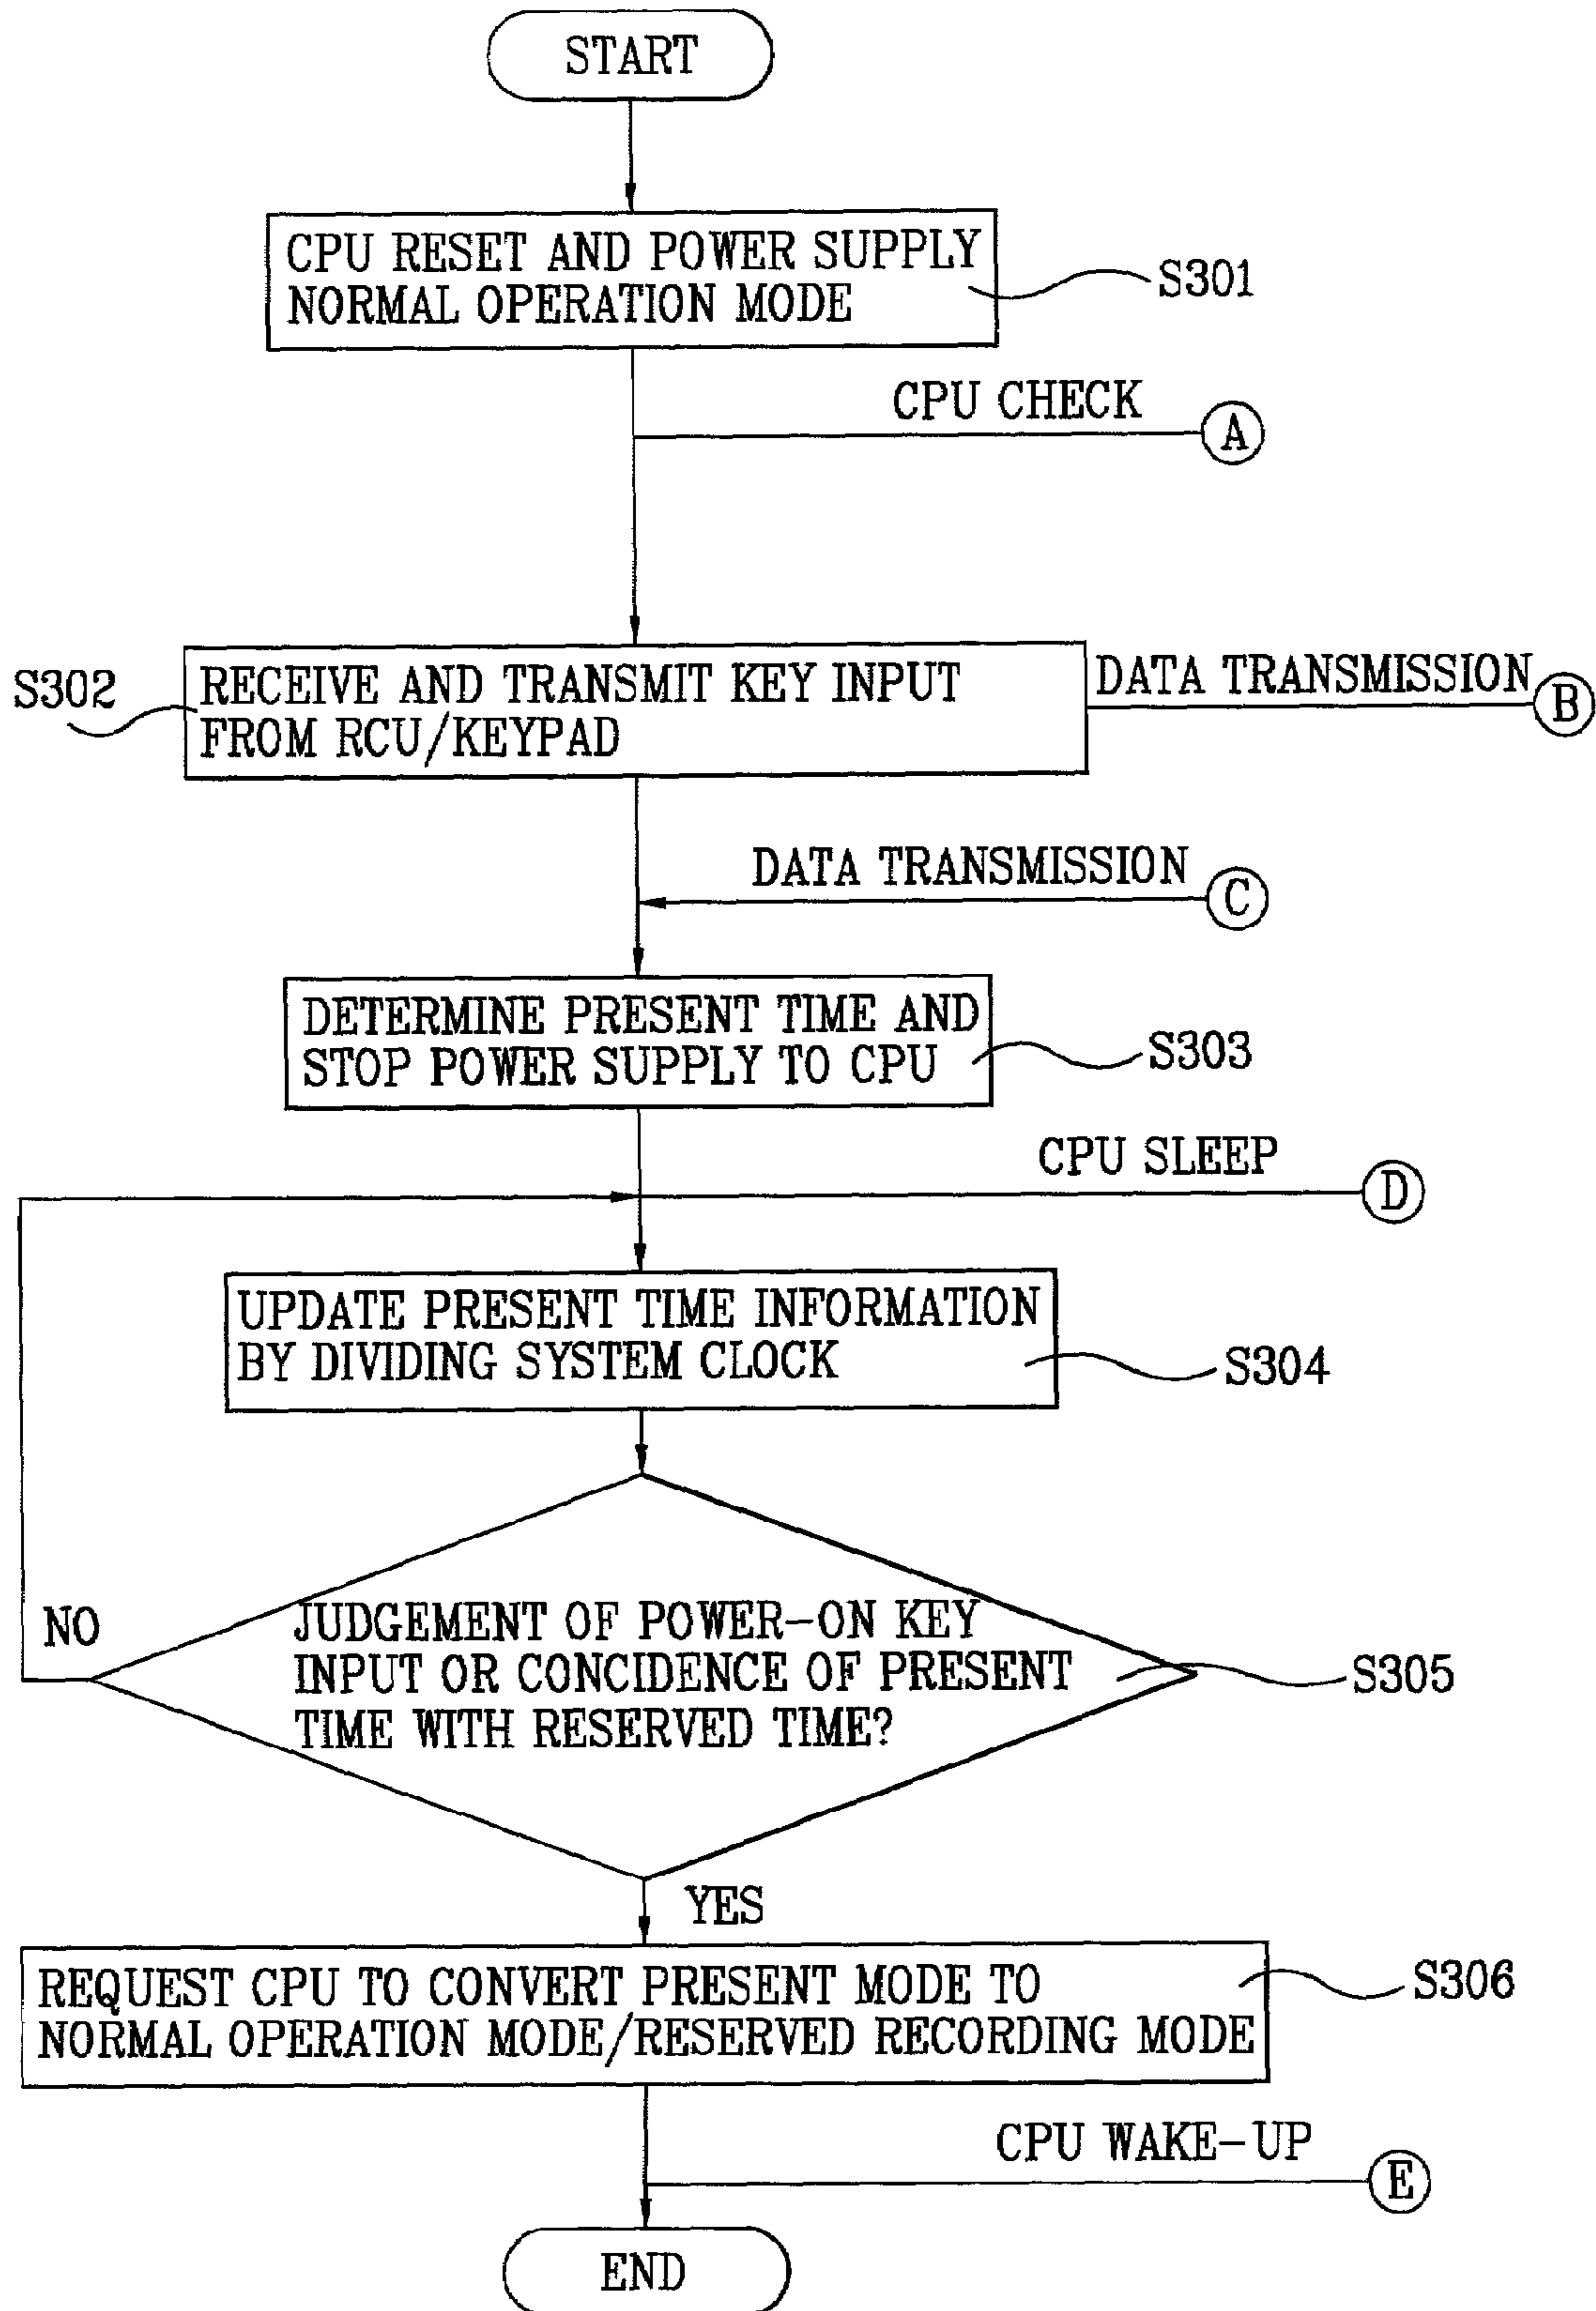 START
CPU RESET AND POWER SUPPLY
NORMAL OPERATION MODE
S301
CPU CHECK
A
S302
RECEIVE AND TRANSMIT KEY INPUT
FROM RCU/KEYPAD
DATA TRANSMISSION
B
DATA TRANSMISSION
C
DETERMINE PRESENT TIME AND
STOP POWER SUPPLY TO CPU
S303
CPU SLEEP
D
UPDATE PRESENT TIME INFORMATION
BY DIVIDING SYSTEM CLOCK
S304
NO
JUDGEMENT OF POWER-ON KEY
INPUT OR CONCIDENCE OF PRESENT
TIME WITH RESERVED TIME?
S305
YES
REQUEST CPU TO CONVERT PRESENT MODE TO
NORMAL OPERATION MODE/RESERVED RECORDING MODE
S306
CPU WAKE-UP
E
END